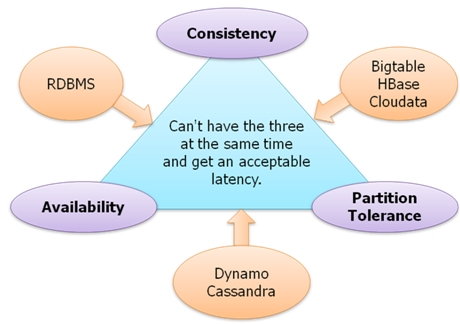 Consistency
RDBMS
Bigtable
HBase
Cloudata
Can't have the three
at the same time
and get an acceptable
latency.
Availability
Partition
Tolerance
Dynamo
Cassandra